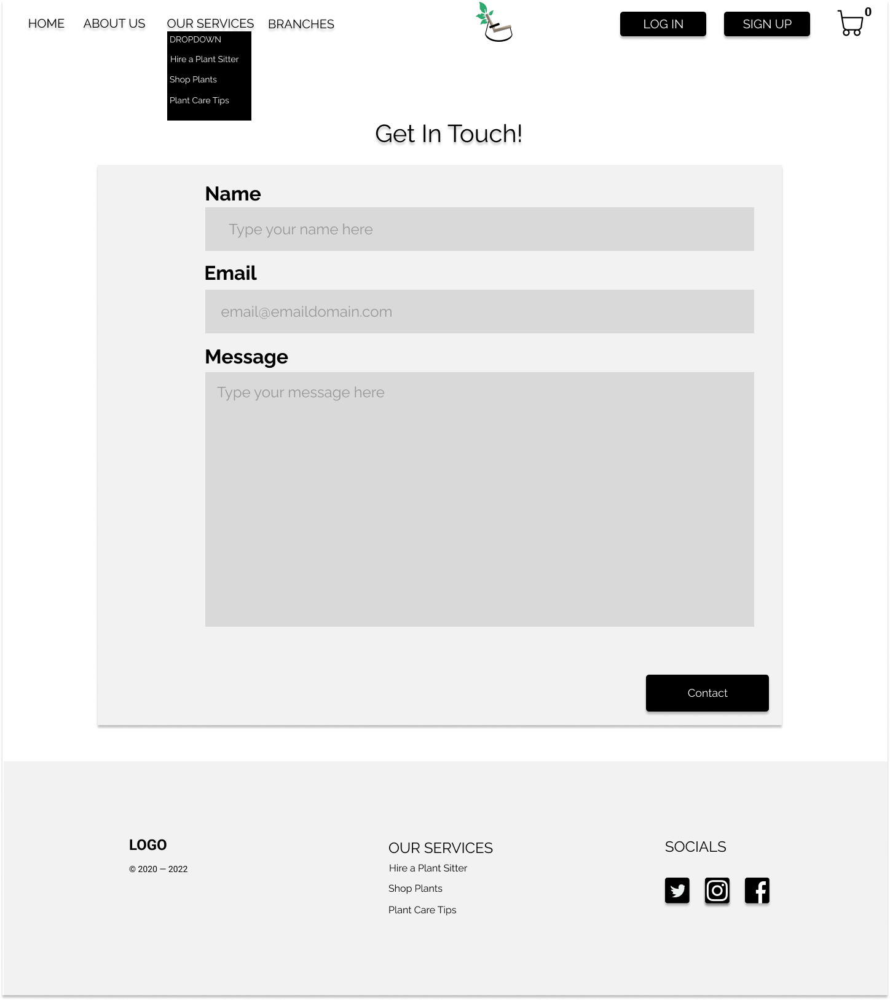 HOME
ABOUT US
OUR SERVICES
BRANCHES
LOG IN
SIGN UP
0
DROPDOWN
Hire a Plant Sitter
Shop Plants
Plant Care Tips
Get In Touch!
Name
Type your name here
Email
email@emaildomain.com
Message
Type your message here
Contact
LOGO
© 2020 — 2022
OUR SERVICES
Hire a Plant Sitter
Shop Plants
Plant Care Tips
SOCIALS